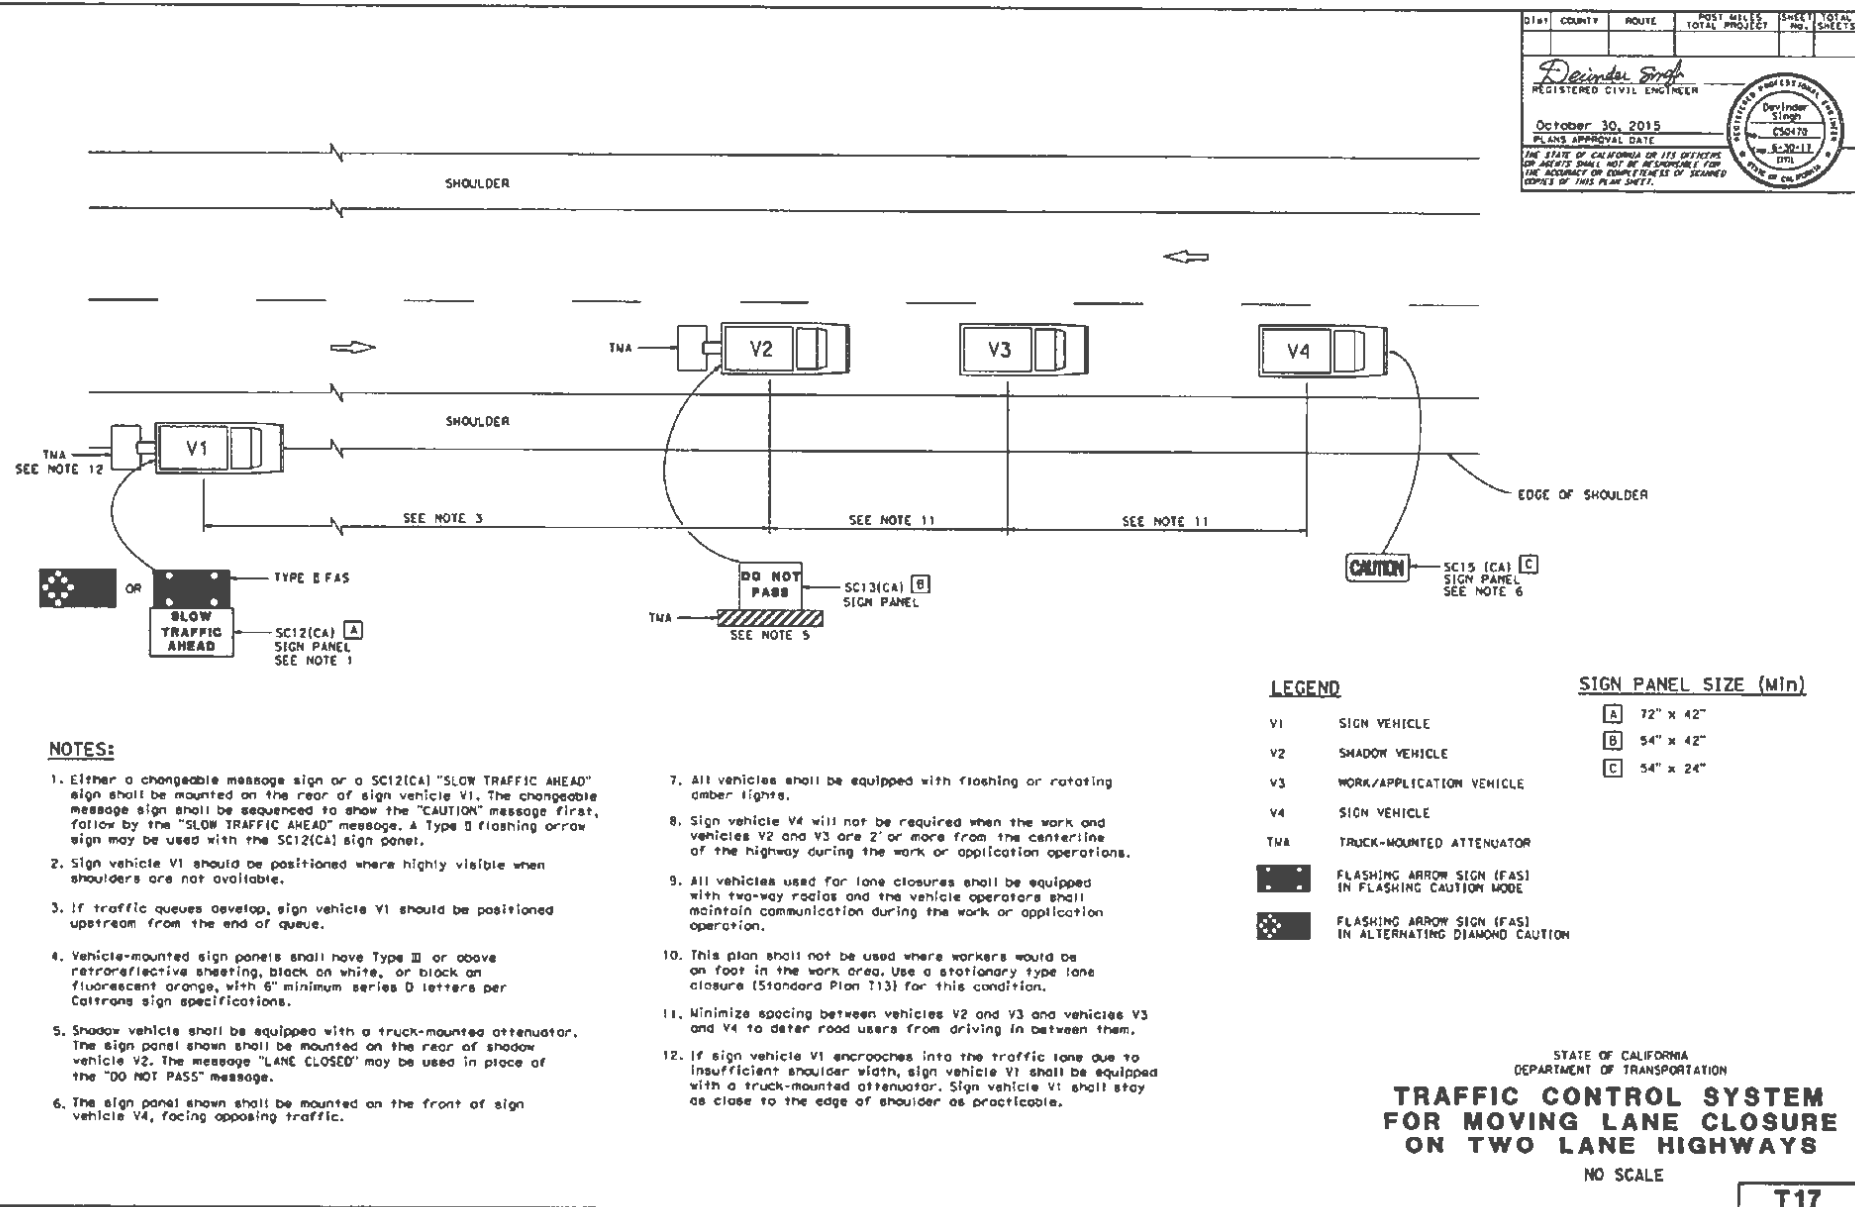 Dist COUNTY ROUTE POST MILES TOTAL PROJECT SHEET No. TOTAL SHEETS
Devinder Singh
REGISTERED CIVIL ENGINEER
October 30, 2015
PLANS APPROVAL DATE
THE STATE OF CALIFORNIA OR ITS OFFICERS
OR AGENTS SHALL NOT BE RESPONSIBLE FOR
THE ACCURACY OR COMPLETENESS OF SCANNED
COPIES OF THIS PLAN SHEET.
REGISTERED PROFESSIONAL ENGINEER
Devinder
Singh
No. C50470
Exp. 6-30-17
CIVIL
STATE OF CALIFORNIA
SHOULDER
TMA
V2
V3
V4
SHOULDER
V1
TMA
SEE NOTE 12
EDGE OF SHOULDER
SEE NOTE 3
SEE NOTE 11
SEE NOTE 11
OR
TYPE II FAS
SLOW
TRAFFIC
AHEAD
SC12(CA) A
SIGN PANEL
SEE NOTE 1
DO NOT
PASS
SC13(CA) B
SIGN PANEL
TMA
SEE NOTE 5
CAUTION
SC15 (CA) C
SIGN PANEL
SEE NOTE 6
LEGEND
V1 SIGN VEHICLE
V2 SHADOW VEHICLE
V3 WORK/APPLICATION VEHICLE
V4 SIGN VEHICLE
TMA TRUCK-MOUNTED ATTENUATOR
FLASHING ARROW SIGN (FAS)
IN FLASHING CAUTION MODE
FLASHING ARROW SIGN (FAS)
IN ALTERNATING DIAMOND CAUTION
SIGN PANEL SIZE (Min)
A 72" x 42"
B 54" x 42"
C 54" x 24"
NOTES:
1. Either a changeable message sign or a SC12(CA) "SLOW TRAFFIC AHEAD"
sign shall be mounted on the rear of sign vehicle V1. The changeable
message sign shall be sequenced to show the "CAUTION" message first,
follow by the "SLOW TRAFFIC AHEAD" message. A Type II flashing arrow
sign may be used with the SC12(CA) sign panel.
2. Sign vehicle V1 should be positioned where highly visible when
shoulders are not available.
3. If traffic queues develop, sign vehicle V1 should be positioned
upstream from the end of queue.
4. Vehicle-mounted sign panels shall have Type III or above
retroreflective sheeting, black on white, or black on
fluorescent orange, with 6" minimum series D letters per
Caltrans sign specifications.
5. Shadow vehicle shall be equipped with a truck-mounted attenuator.
The sign panel shown shall be mounted on the rear of shadow
vehicle V2. The message "LANE CLOSED" may be used in place of
the "DO NOT PASS" message.
6. The sign panel shown shall be mounted on the front of sign
vehicle V4, facing opposing traffic.
7. All vehicles shall be equipped with flashing or rotating
amber lights.
8. Sign vehicle V4 will not be required when the work and
vehicles V2 and V3 are 2' or more from the centerline
of the highway during the work or application operations.
9. All vehicles used for lane closures shall be equipped
with two-way radios and the vehicle operators shall
maintain communication during the work or application
operation.
10. This plan shall not be used where workers would be
on foot in the work area. Use a stationary type lane
closure (Standard Plan T13) for this condition.
11. Minimize spacing between vehicles V2 and V3 and vehicles V3
and V4 to deter road users from driving in between them.
12. If sign vehicle V1 encroaches into the traffic lane due to
insufficient shoulder width, sign vehicle V1 shall be equipped
with a truck-mounted attenuator. Sign vehicle V1 shall stay
as close to the edge of shoulder as practicable.
STATE OF CALIFORNIA
DEPARTMENT OF TRANSPORTATION
TRAFFIC CONTROL SYSTEM
FOR MOVING LANE CLOSURE
ON TWO LANE HIGHWAYS
NO SCALE
T17